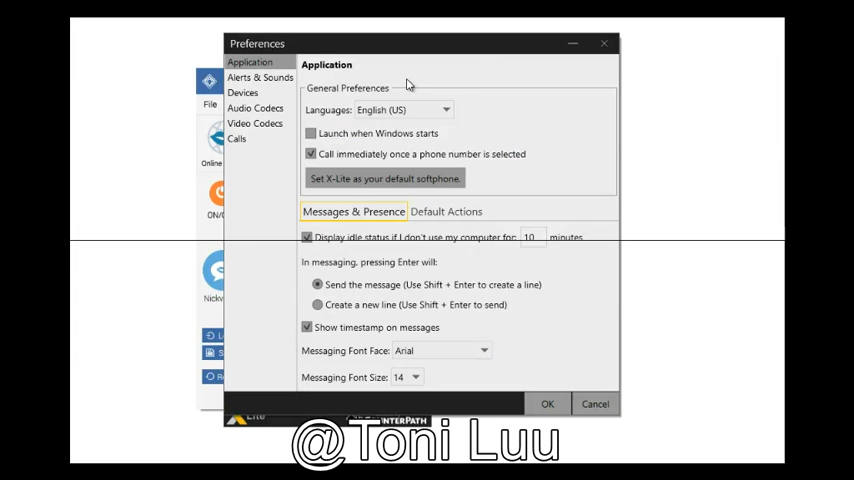 Preferences
Application
Alerts & Sounds
Devices
Audio Codecs
Video Codecs
Calls
Application
General Preferences
Languages: English (US)
Launch when Windows starts
Call immediately once a phone number is selected
Set X-Lite as your default softphone.
Messages & Presence Default Actions
Display idle status if I don't use my computer for: 10 minutes
In messaging, pressing Enter will:
Send the message (Use Shift + Enter to create a line)
Create a new line (Use Shift + Enter to send)
Show timestamp on messages
Messaging Font Face: Arial
Messaging Font Size: 14
OK Cancel
File
Online
ON/O
Nickv
@Toni Luu